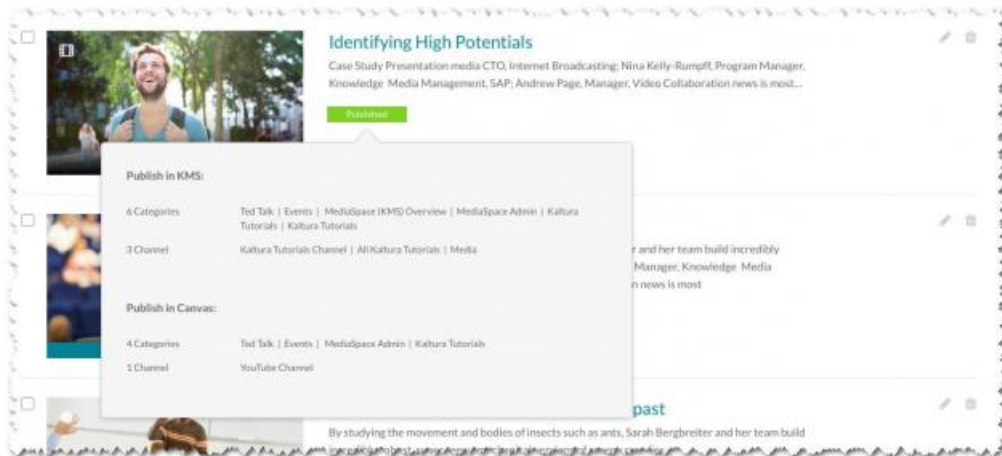 Identifying High Potentials
Case Study Presentation media CTO, Internet Broadcasting; Nina Kelly-Rumpff, Program Manager,
Knowledge Media Management, SAP; Andrew Page, Manager, Video Collaboration news is most...
Published
Publish in KMS:
6 Categories Ted Talk | Events | MediaSpace (KMS) Overview | MediaSpace Admin | Kaltura
Tutorials | Kaltura Tutorials
3 Channel Kaltura Tutorials Channel | All Kaltura Tutorials | Media
and her team build incredibly
Manager, Knowledge Media
news is most
Publish in Canvas:
4 Categories Ted Talk | Events | MediaSpace Admin | Kaltura Tutorials
1 Channel YouTube Channel
past
By studying the movement and bodies of insects such as ants, Sarah Bergbreiter and her team build